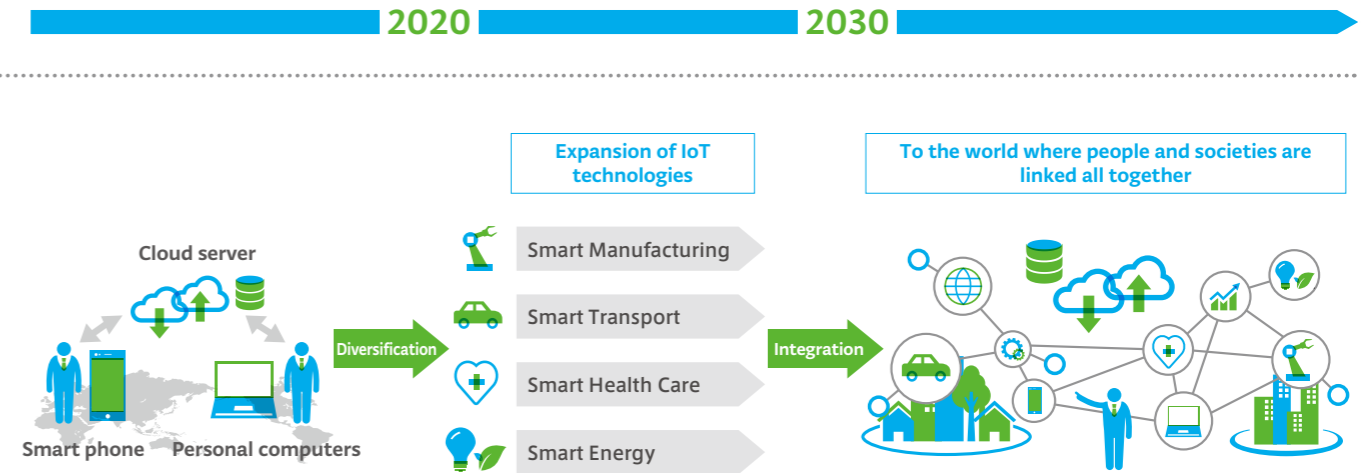 2020
2030
Expansion of IoT
technologies
To the world where people and societies are
linked all together
Cloud server
Smart phone
Personal computers
Diversification
Smart Manufacturing
Smart Transport
Smart Health Care
Smart Energy
Integration